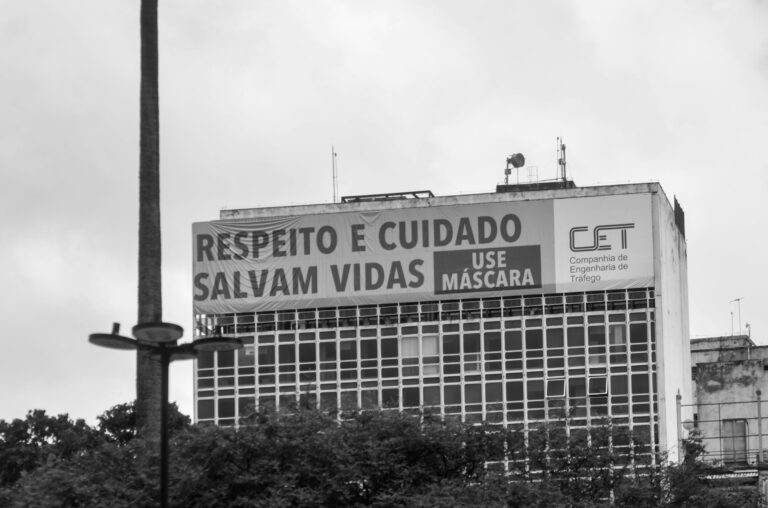 RESPEITO E CUIDADO
SALVAM VIDAS
USE
MÁSCARA
CET
Companhia de
Engenharia de
Tráfego